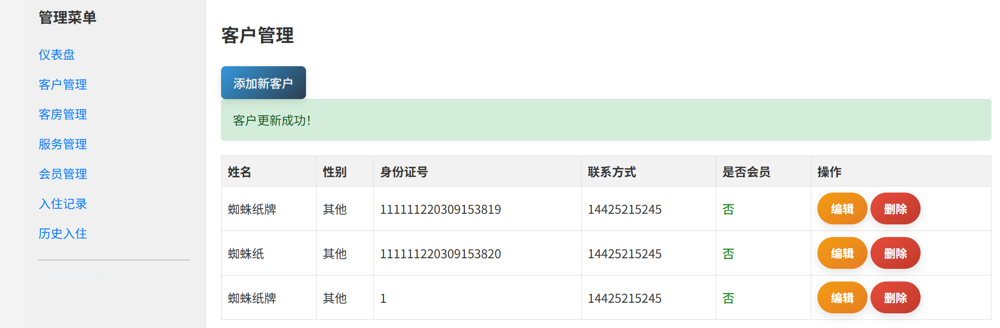 管理菜单
仪表盘
客户管理
客房管理
服务管理
会员管理
入住记录
历史入住
客户管理
添加新客户
客户更新成功！
姓名 性别 身份证号 联系方式 是否会员 操作
蜘蛛纸牌 其他 111111220309153819 14425215245 否 编辑 删除
蜘蛛纸 其他 111111220309153820 14425215245 否 编辑 删除
蜘蛛纸牌 其他 1 14425215245 否 编辑 删除